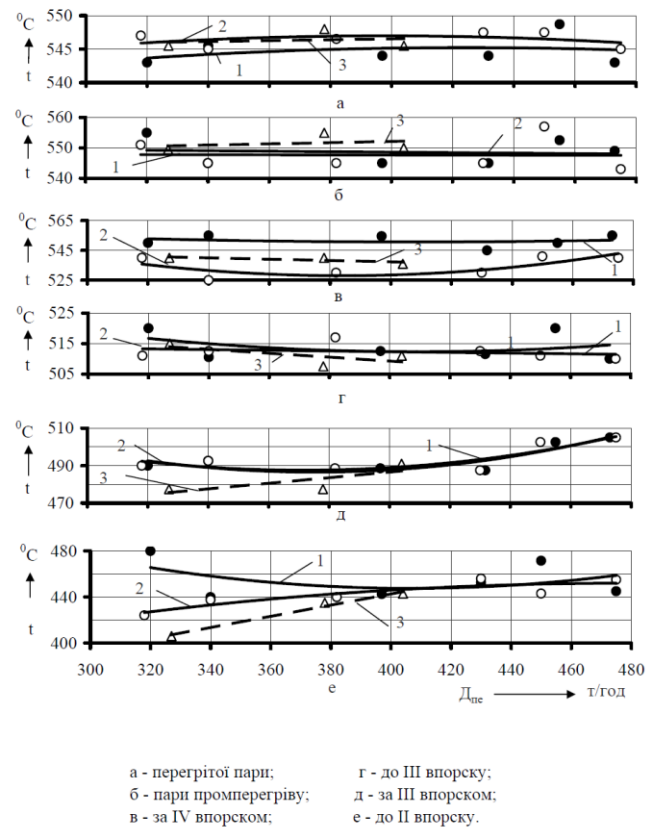 ⁰C
t
550
545
540
2
1
3
а
⁰C
t
560
550
540
1
3
2
б
⁰C
t
565
545
525
2
3
1
в
⁰C
t
525
515
505
2
3
1
1
г
⁰C
t
510
490
470
2
3
1
д
⁰C
t
480
440
400
1
2
3
300 320 340 360 380 400 420 440 460 480
е
Дпе т/год
а - перегрітої пари; г - до III впорску;
б - пари промперегріву; д - за III впорском;
в - за IV впорском; е - до II впорску.